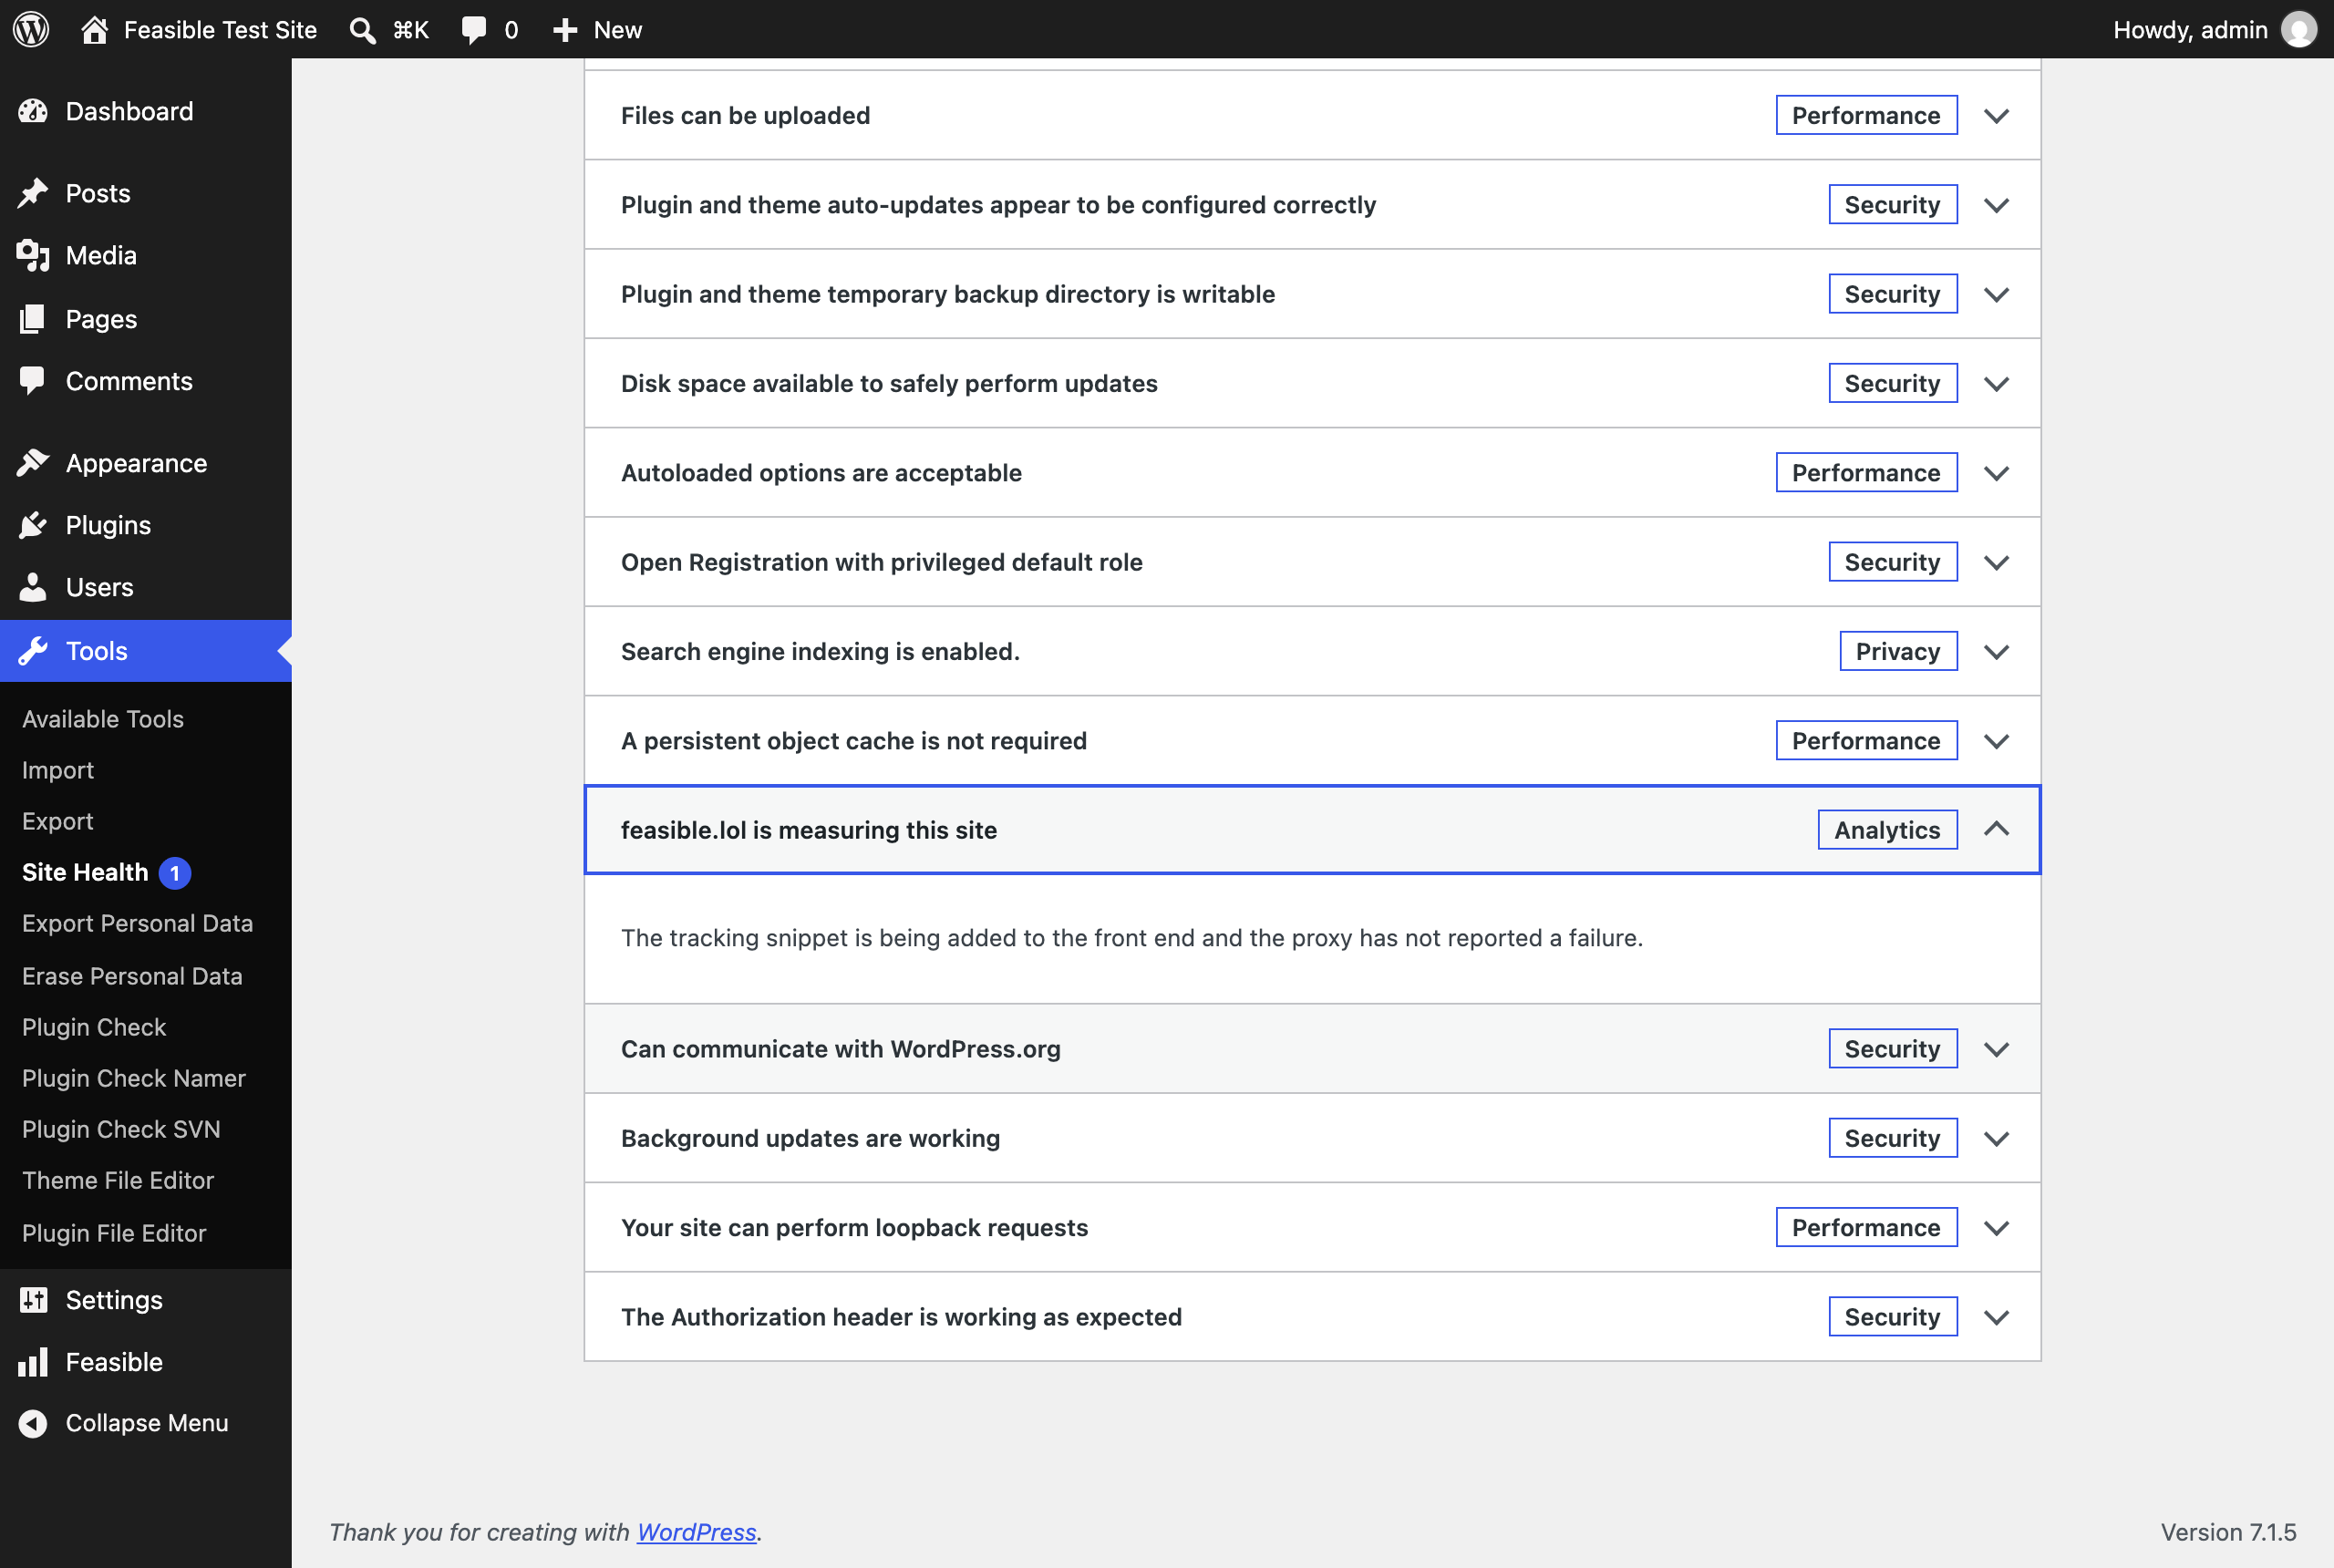 Feasible Test Site ⌘K 0 New Howdy, admin
Dashboard
Posts
Media
Pages
Comments
Appearance
Plugins
Users
Tools
Available Tools
Import
Export
Site Health 1
Export Personal Data
Erase Personal Data
Plugin Check
Plugin Check Namer
Plugin Check SVN
Theme File Editor
Plugin File Editor
Settings
Feasible
Collapse Menu
Files can be uploaded Performance
Plugin and theme auto-updates appear to be configured correctly Security
Plugin and theme temporary backup directory is writable Security
Disk space available to safely perform updates Security
Autoloaded options are acceptable Performance
Open Registration with privileged default role Security
Search engine indexing is enabled. Privacy
A persistent object cache is not required Performance
feasible.lol is measuring this site Analytics
The tracking snippet is being added to the front end and the proxy has not reported a failure.
Can communicate with WordPress.org Security
Background updates are working Security
Your site can perform loopback requests Performance
The Authorization header is working as expected Security
Thank you for creating with WordPress. Version 7.1.5